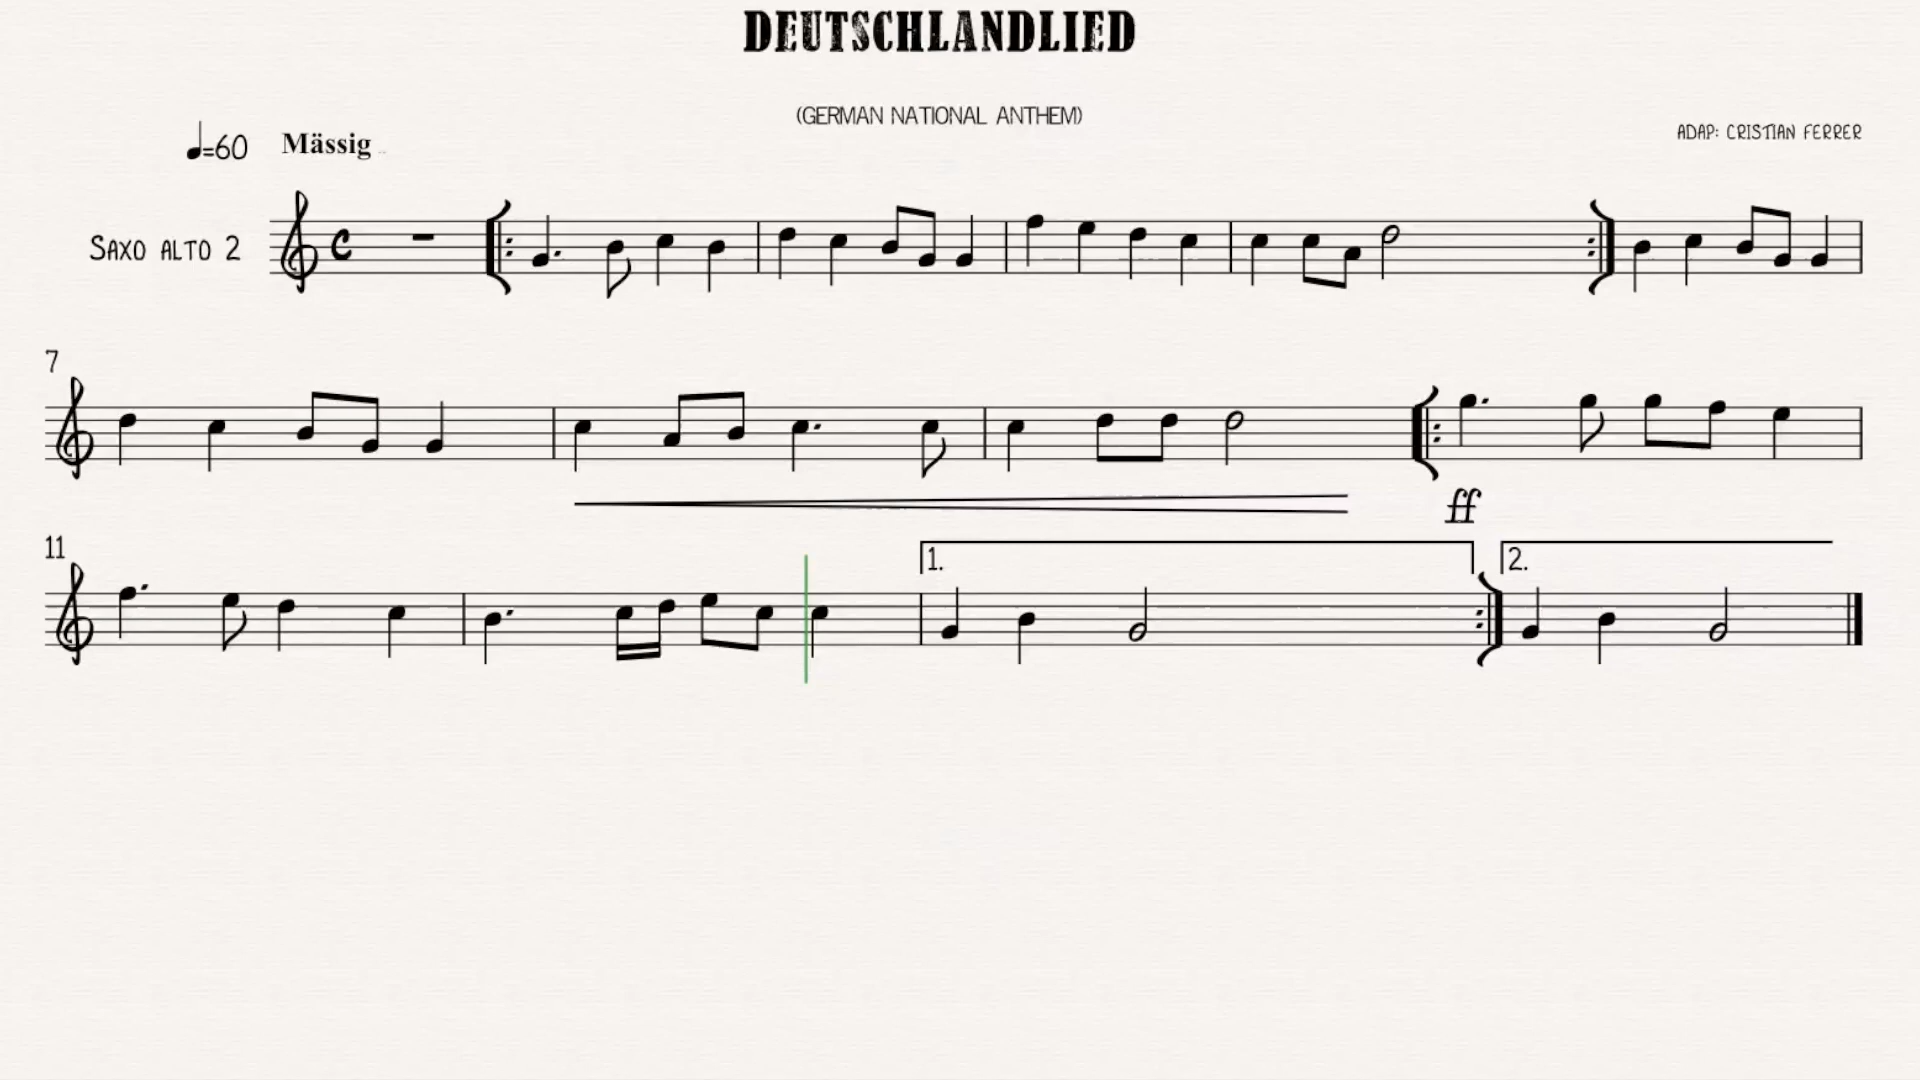 DEUTSCHLANDLIED
(GERMAN NATIONAL ANTHEM)
=60 Mässig
ADAP: CRISTIAN FERRER
SAXO ALTO 2
7
ff
11
1.
2.